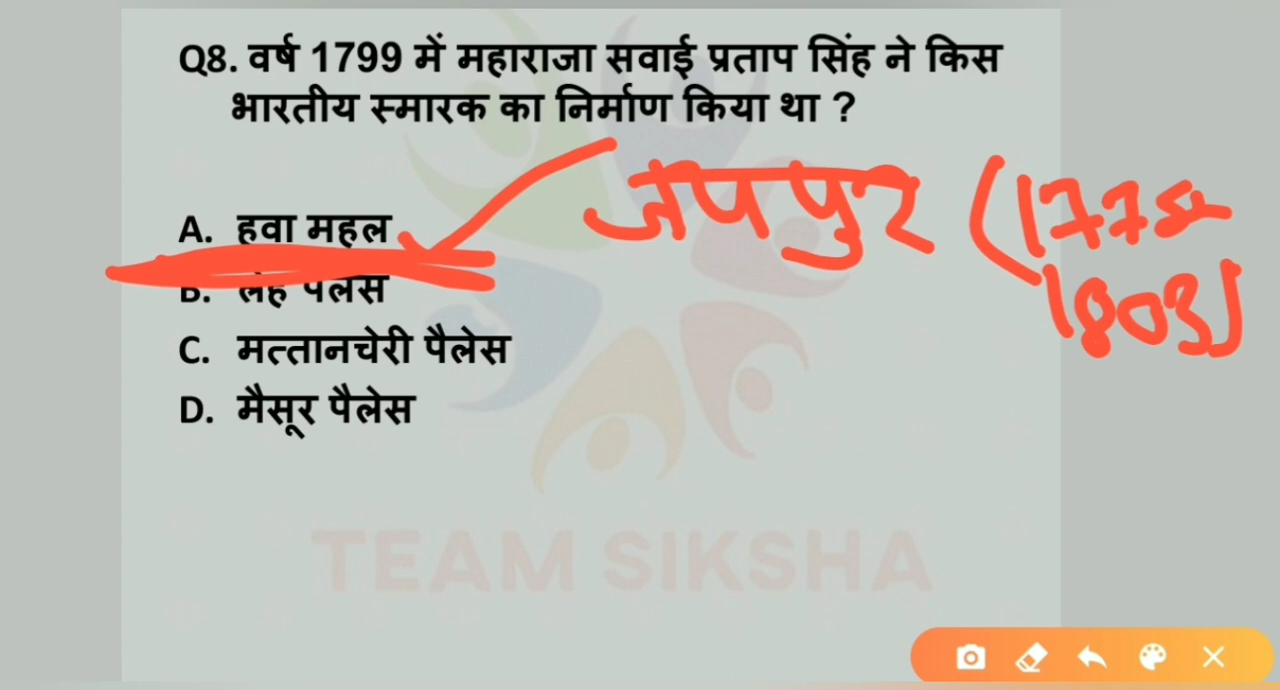 Q8. वर्ष 1799 में महाराजा सवाई प्रताप सिंह ने किस
भारतीय स्मारक का निर्माण किया था ?
A. हवा महल
जयपुर (1778-
1803)
B. लेह पैलेस
C. मत्तानचेरी पैलेस
D. मैसूर पैलेस
TEAM SIKSHA